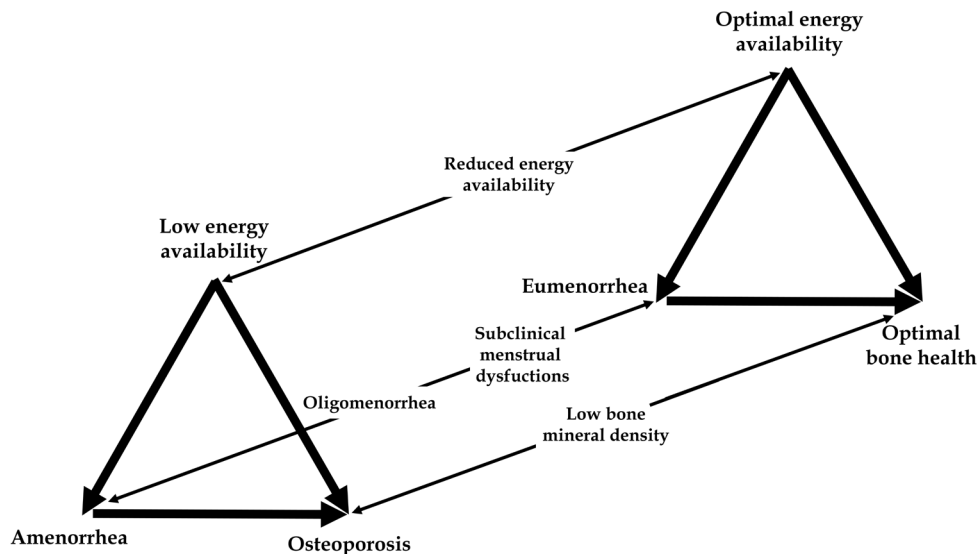 Optimal energy
availability
Reduced energy
availability
Low energy
availability
Eumenorrhea
Subclinical
menstrual
dysfuctions
Optimal
bone health
Oligomenorrhea
Low bone
mineral density
Amenorrhea
Osteoporosis